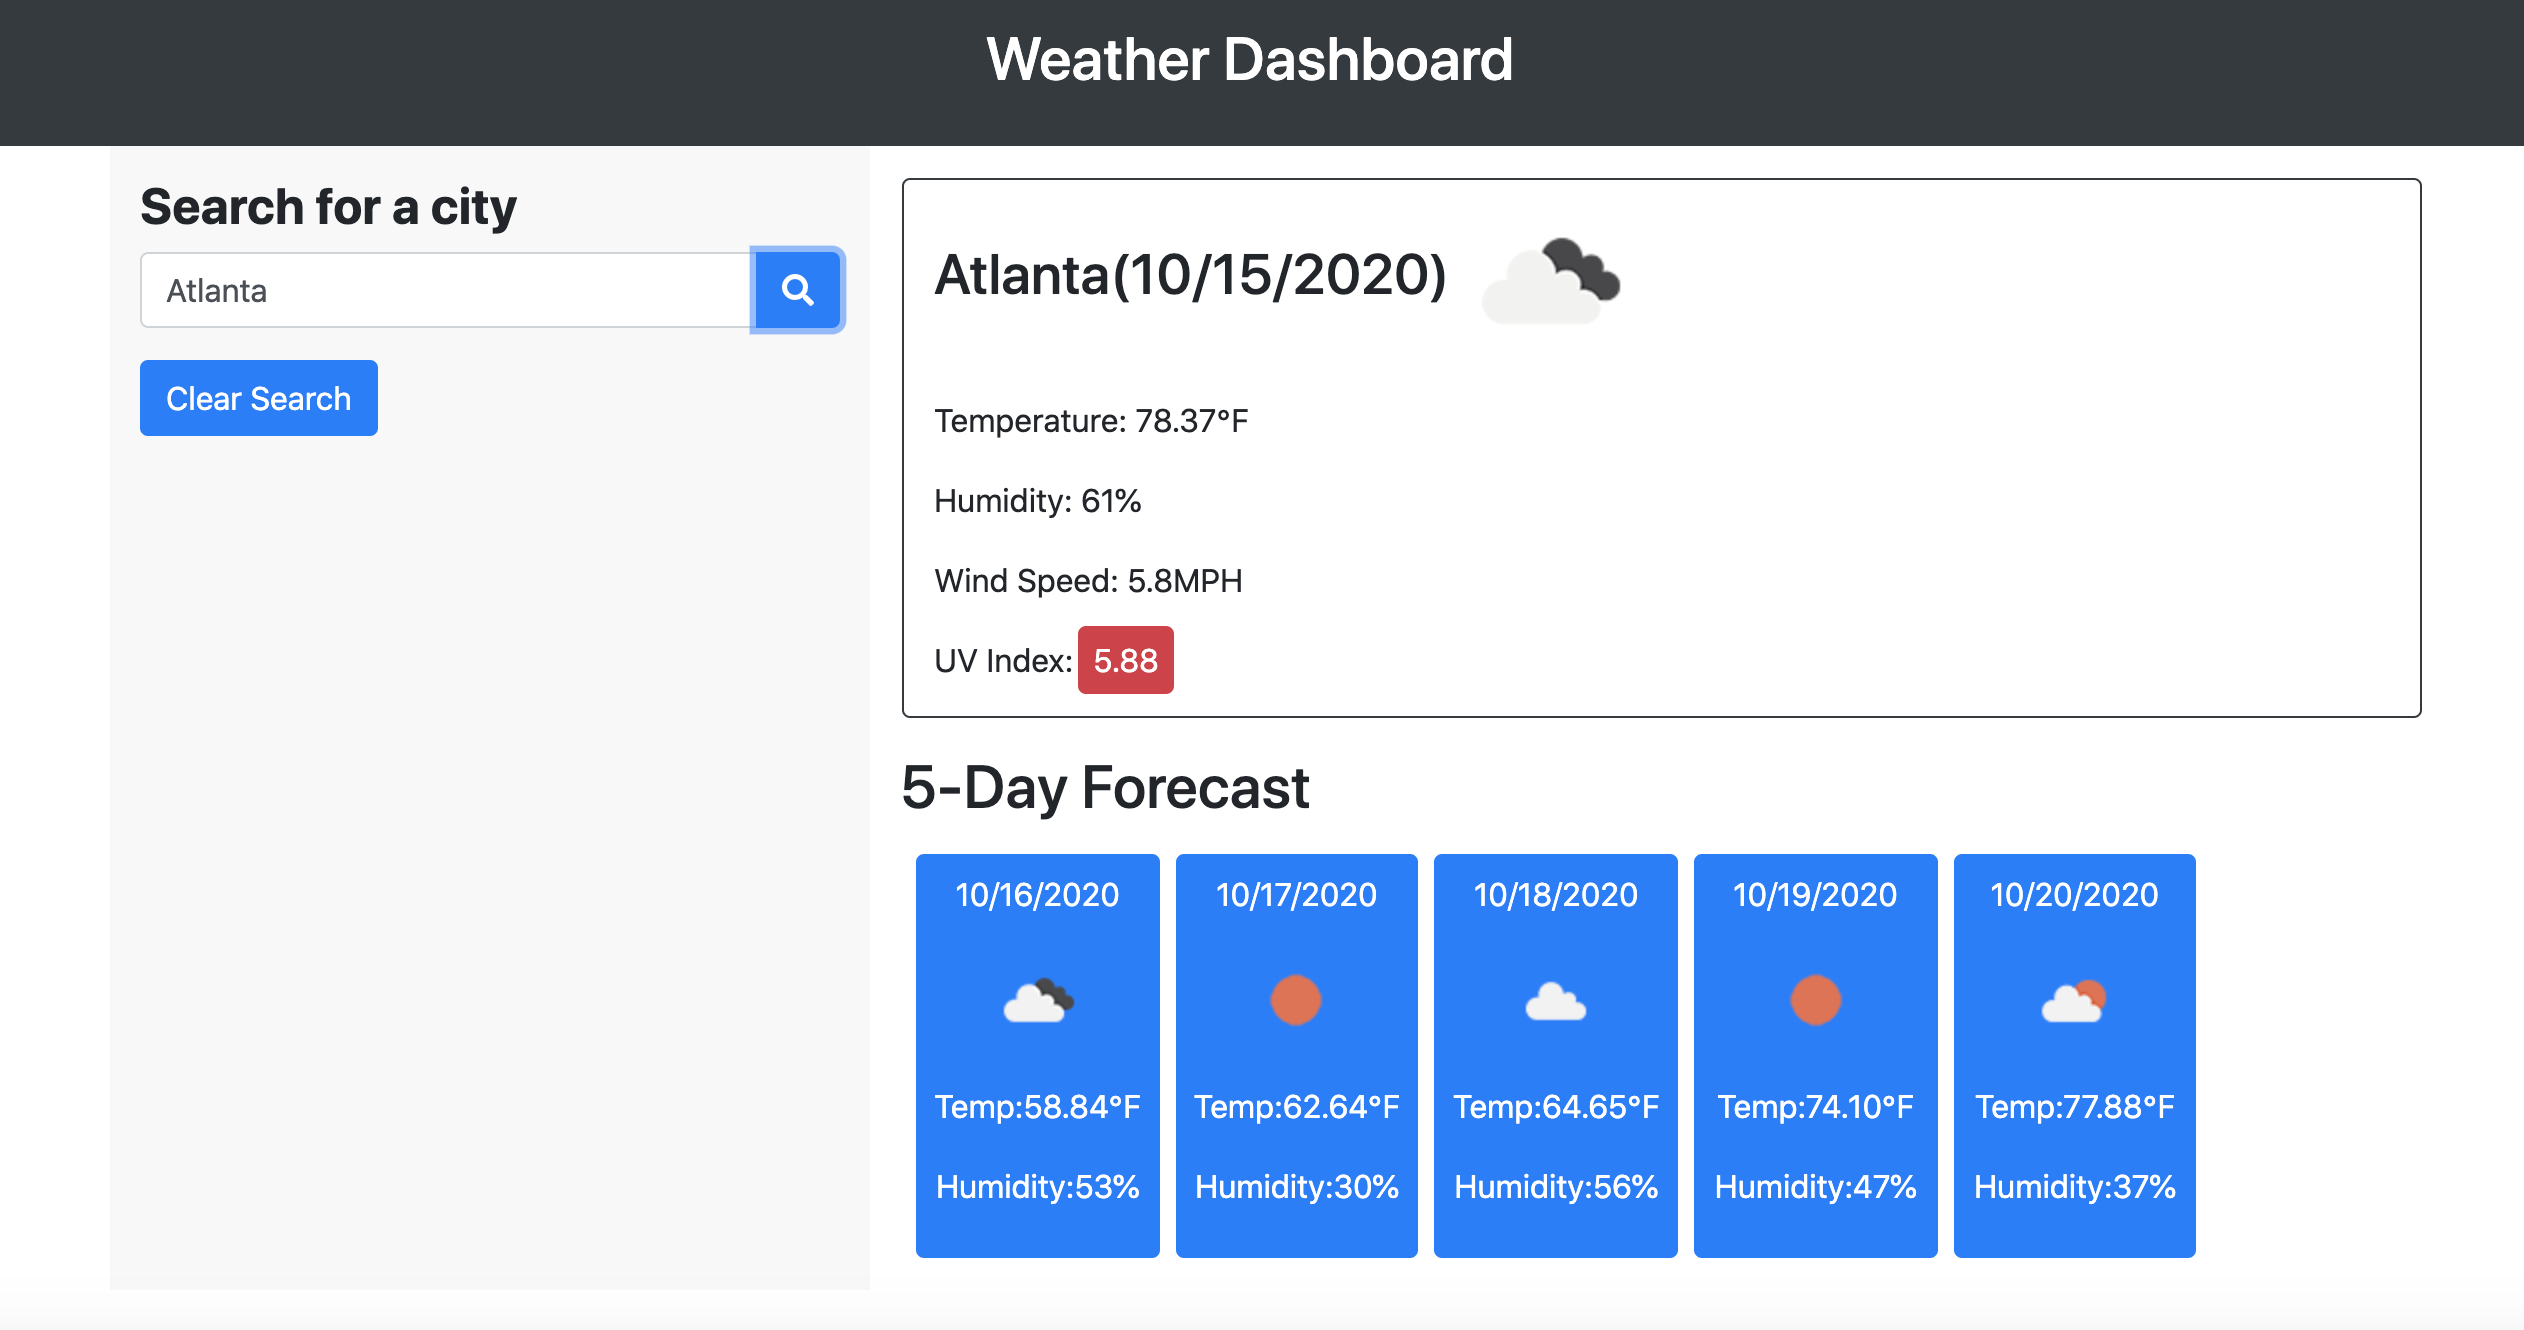 Weather Dashboard
Search for a city
Atlanta
Clear Search
Atlanta(10/15/2020)
Temperature: 78.37°F
Humidity: 61%
Wind Speed: 5.8MPH
UV Index: 5.88
5-Day Forecast
10/16/2020
Temp:58.84°F
Humidity:53%
10/17/2020
Temp:62.64°F
Humidity:30%
10/18/2020
Temp:64.65°F
Humidity:56%
10/19/2020
Temp:74.10°F
Humidity:47%
10/20/2020
Temp:77.88°F
Humidity:37%